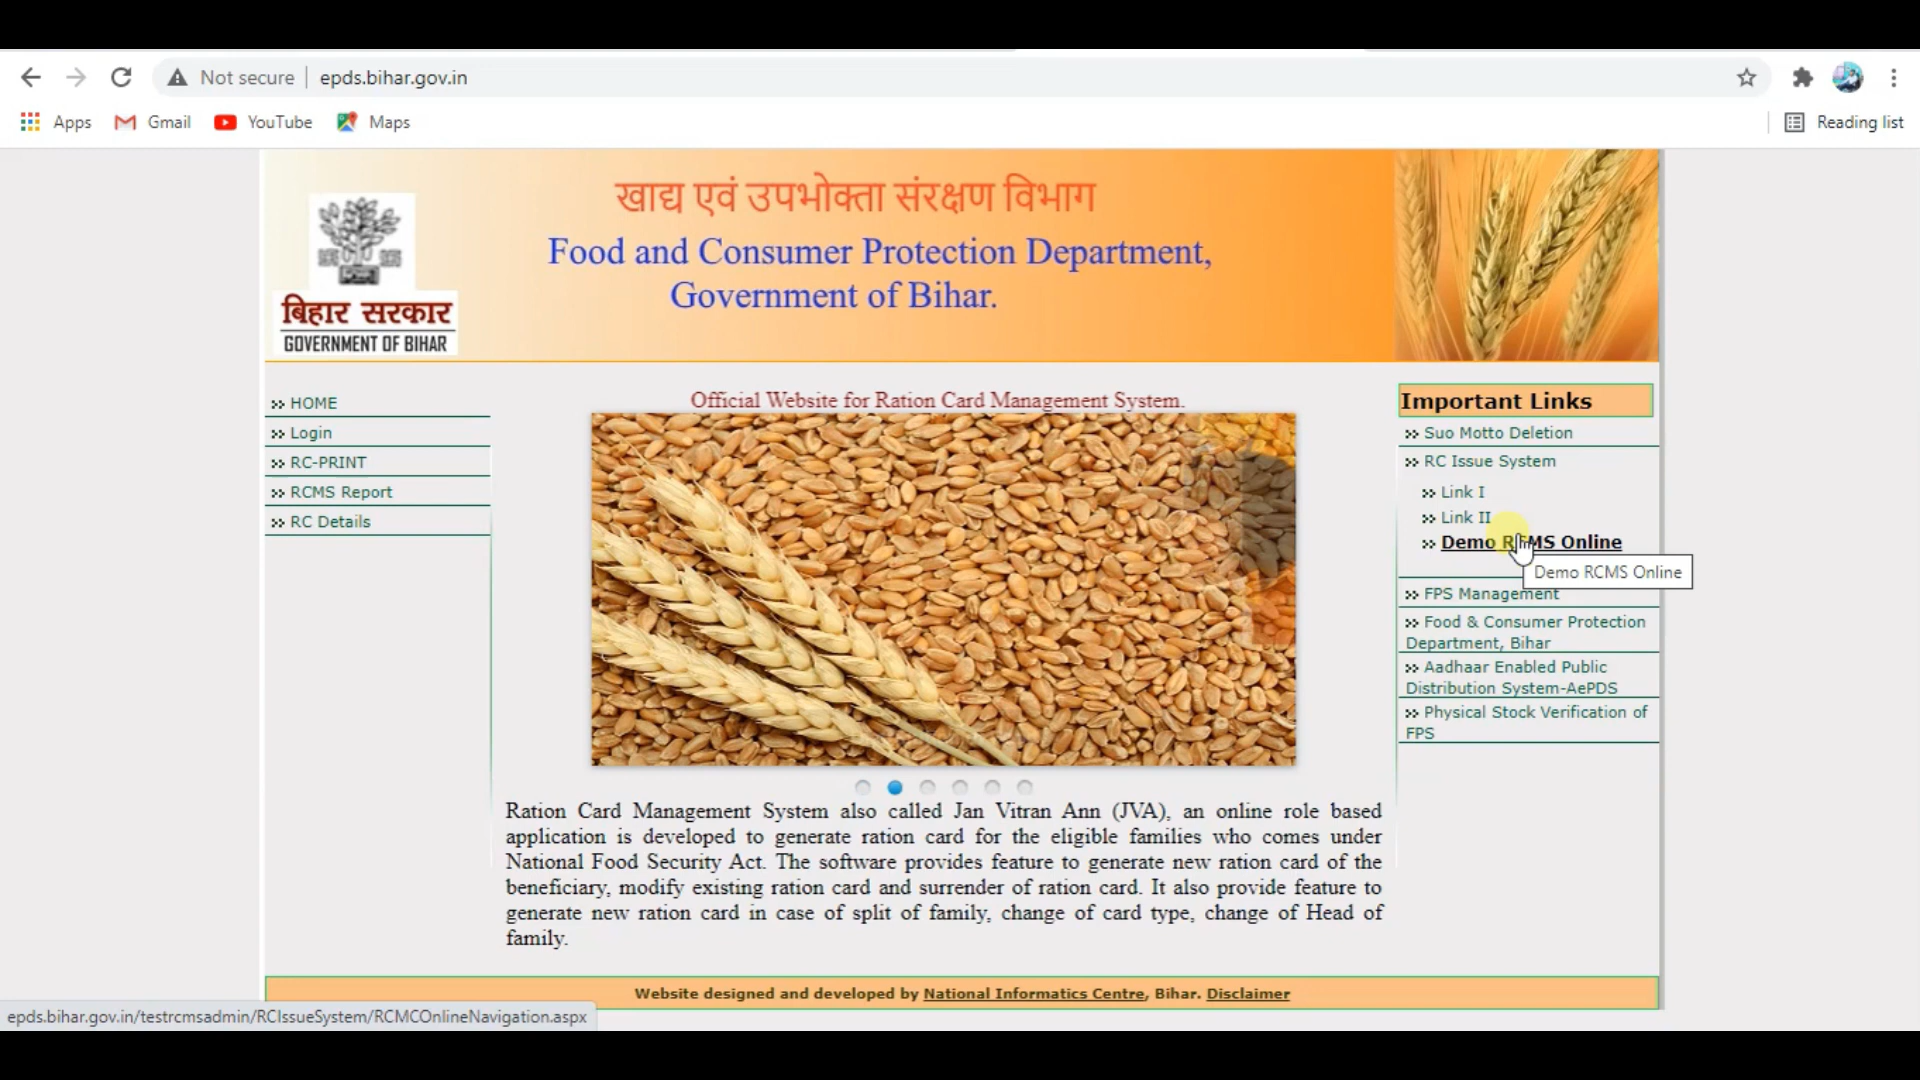 Not secure | epds.bihar.gov.in
Apps Gmail YouTube Maps Reading list
खाद्य एवं उपभोक्ता संरक्षण विभाग
Food and Consumer Protection Department,
Government of Bihar.
बिहार सरकार
GOVERNMENT OF BIHAR
>> HOME
>> Login
>> RC-PRINT
>> RCMS Report
>> RC Details
Official Website for Ration Card Management System.
Ration Card Management System also called Jan Vitran Ann (JVA), an online role based
application is developed to generate ration card for the eligible families who comes under
National Food Security Act. The software provides feature to generate new ration card of the
beneficiary, modify existing ration card and surrender of ration card. It also provide feature to
generate new ration card in case of split of family, change of card type, change of Head of
family.
Important Links
>> Suo Motto Deletion
>> RC Issue System
>> Link I
>> Link II
>> Demo RCMS Online
Demo RCMS Online
>> FPS Management
>> Food & Consumer Protection
Department, Bihar
>> Aadhaar Enabled Public
Distribution System-AePDS
>> Physical Stock Verification of
FPS
Website designed and developed by National Informatics Centre, Bihar. Disclaimer
epds.bihar.gov.in/testrcmsadmin/RCIssueSystem/RCMCOnlineNavigation.aspx